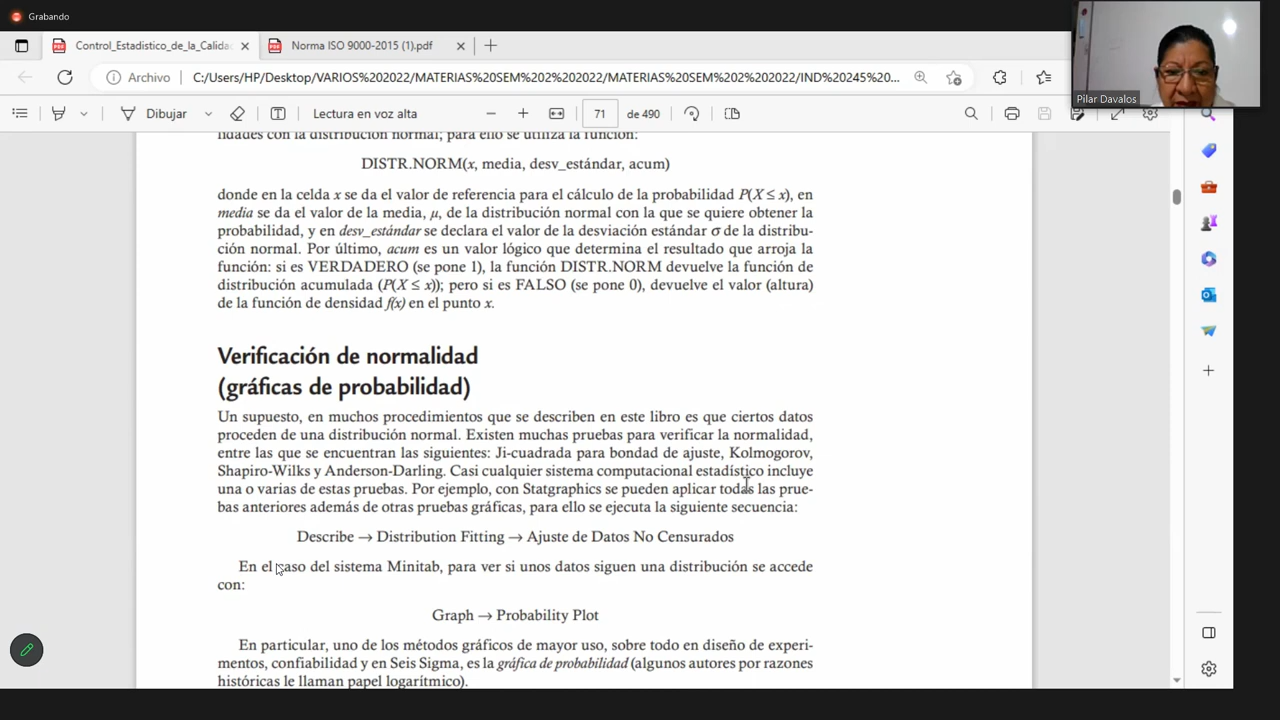 Grabando
Control_Estadistico_de_la_Calida
Norma ISO 9000-2015 (1).pdf
Archivo
C:/Users/HP/Desktop/VARIOS%202022/MATERIAS%20SEM%202%202022/MATERIAS%20SEM%202%202022/IND%20245%20...
Pilar Davalos
Dibujar
Lectura en voz alta
71
de 490
idades con la distribución normal; para ello se utiliza la función:
DISTR.NORM(x, media, desv_estándar, acum)
donde en la celda x se da el valor de referencia para el cálculo de la probabilidad P(X ≤ x), en
media se da el valor de la media, μ, de la distribución normal con la que se quiere obtener la
probabilidad, y en desv_estándar se declara el valor de la desviación estándar σ de la distribu-
ción normal. Por último, acum es un valor lógico que determina el resultado que arroja la
función: si es VERDADERO (se pone 1), la función DISTR.NORM devuelve la función de
distribución acumulada (P(X ≤ x)); pero si es FALSO (se pone 0), devuelve el valor (altura)
de la función de densidad f(x) en el punto x.
Verificación de normalidad
(gráficas de probabilidad)
Un supuesto, en muchos procedimientos que se describen en este libro es que ciertos datos
proceden de una distribución normal. Existen muchas pruebas para verificar la normalidad,
entre las que se encuentran las siguientes: Ji-cuadrada para bondad de ajuste, Kolmogorov,
Shapiro-Wilks y Anderson-Darling. Casi cualquier sistema computacional estadístico incluye
una o varias de estas pruebas. Por ejemplo, con Statgraphics se pueden aplicar todas las prue-
bas anteriores además de otras pruebas gráficas, para ello se ejecuta la siguiente secuencia:
Describe → Distribution Fitting → Ajuste de Datos No Censurados
En el caso del sistema Minitab, para ver si unos datos siguen una distribución se accede
con:
Graph → Probability Plot
En particular, uno de los métodos gráficos de mayor uso, sobre todo en diseño de experi-
mentos, confiabilidad y en Seis Sigma, es la gráfica de probabilidad (algunos autores por razones
históricas le llaman papel logarítmico).